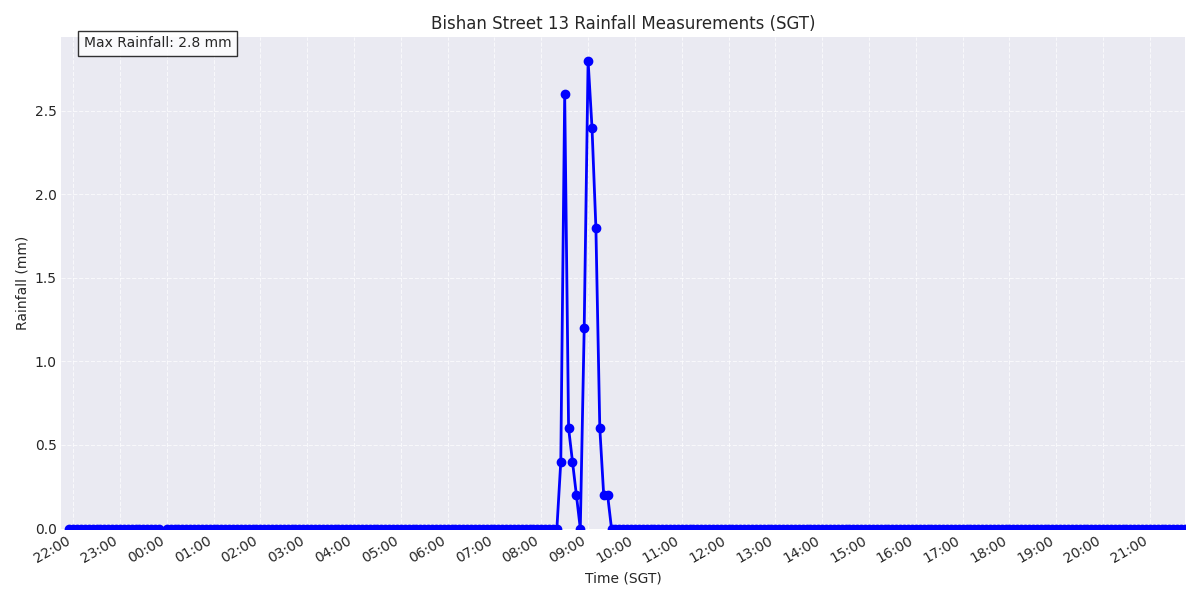 Bishan Street 13 Rainfall Measurements (SGT)
Max Rainfall: 2.8 mm
Rainfall (mm)
2.5
2.0
1.5
1.0
0.5
0.0
22:00 23:00 00:00 01:00 02:00 03:00 04:00 05:00 06:00 07:00 08:00 09:00 10:00 11:00 12:00 13:00 14:00 15:00 16:00 17:00 18:00 19:00 20:00 21:00
Time (SGT)